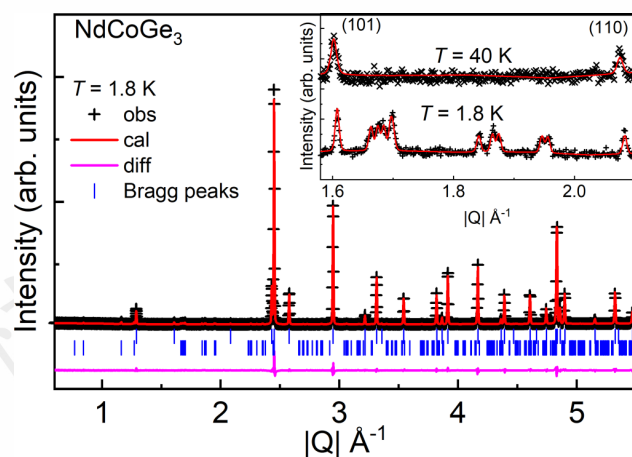 NdCoGe₃
T = 1.8 K
obs
cal
diff
Bragg peaks
Intensity (arb. units)
1 2 3 4 5
|Q| Å⁻¹
(101) (110)
T = 40 K
T = 1.8 K
Intensity (arb. units)
1.6 1.8 2.0
|Q| Å⁻¹